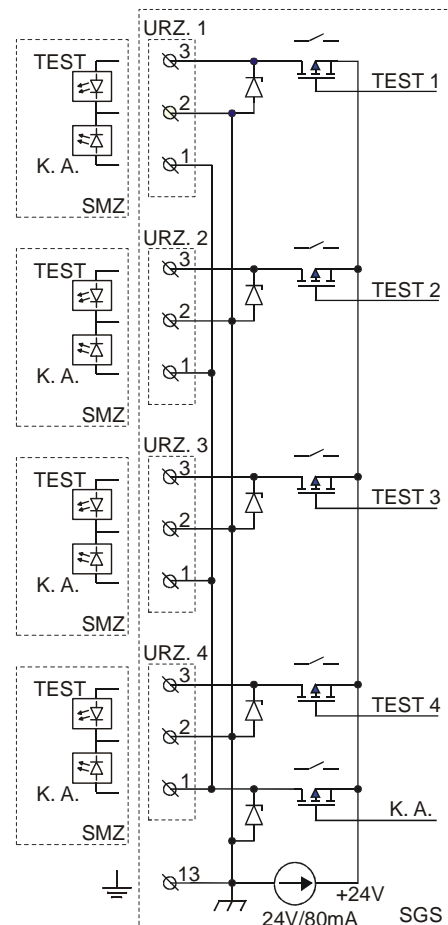 URZ. 1
3
TEST
TEST 1
2
1
K. A.
SMZ
URZ. 2
3
TEST
TEST 2
2
1
K. A.
SMZ
URZ. 3
3
TEST
TEST 3
2
1
K. A.
SMZ
URZ. 4
3
TEST
TEST 4
2
1
K. A.
K. A.
SMZ
13
+24V
24V/80mA
SGS